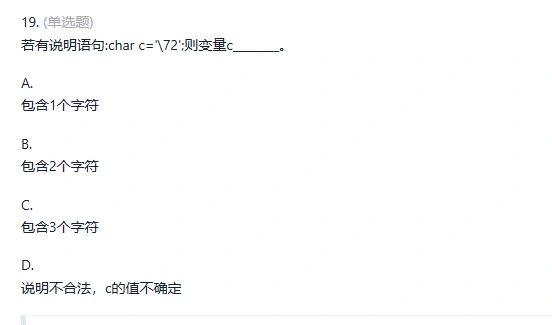 19. (单选题)
若有说明语句:char c='\72';则变量c_______。
A.
包含1个字符
B.
包含2个字符
C.
包含3个字符
D.
说明不合法，c的值不确定